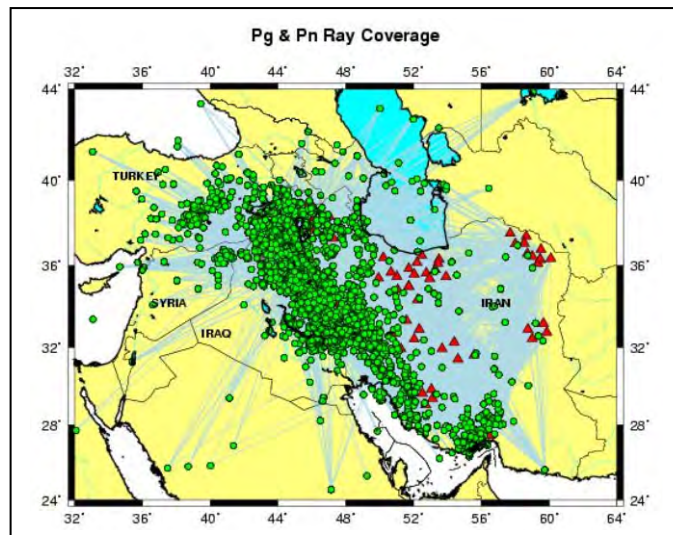 Pg & Pn Ray Coverage
32˚ 36˚ 40˚ 44˚ 48˚ 52˚ 56˚ 60˚ 64˚
44˚ 44˚
TURKEY
40˚ 40˚
36˚ 36˚
SYRIA IRAN
IRAQ
32˚ 32˚
28˚ 28˚
24˚ 24˚
32˚ 36˚ 40˚ 44˚ 48˚ 52˚ 56˚ 60˚ 64˚